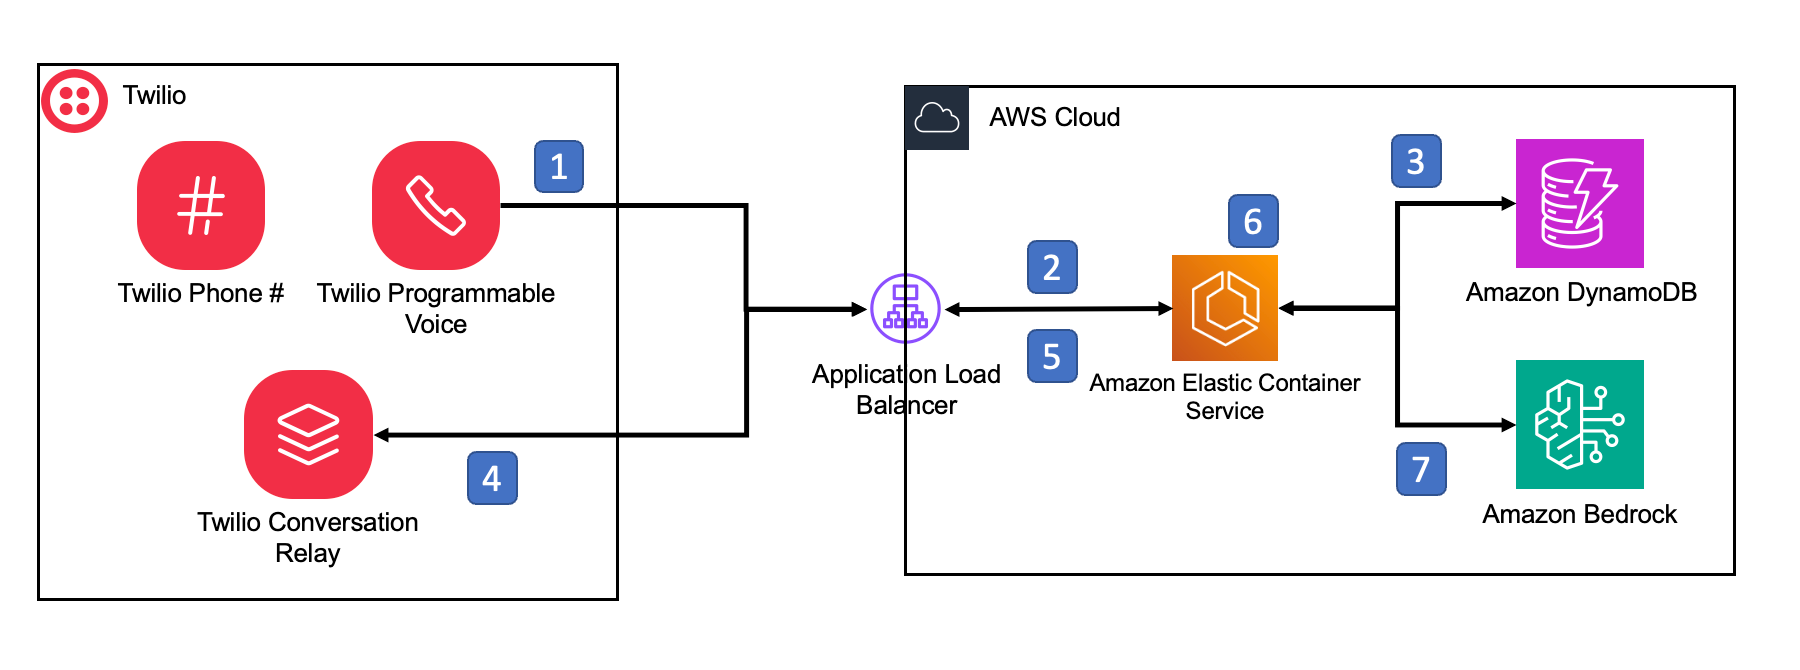 Twilio
#
Twilio Phone #
1
Twilio Programmable
Voice
4
Twilio Conversation
Relay
AWS Cloud
Application Load
Balancer
2
5
6
Amazon Elastic Container
Service
3
Amazon DynamoDB
7
Amazon Bedrock